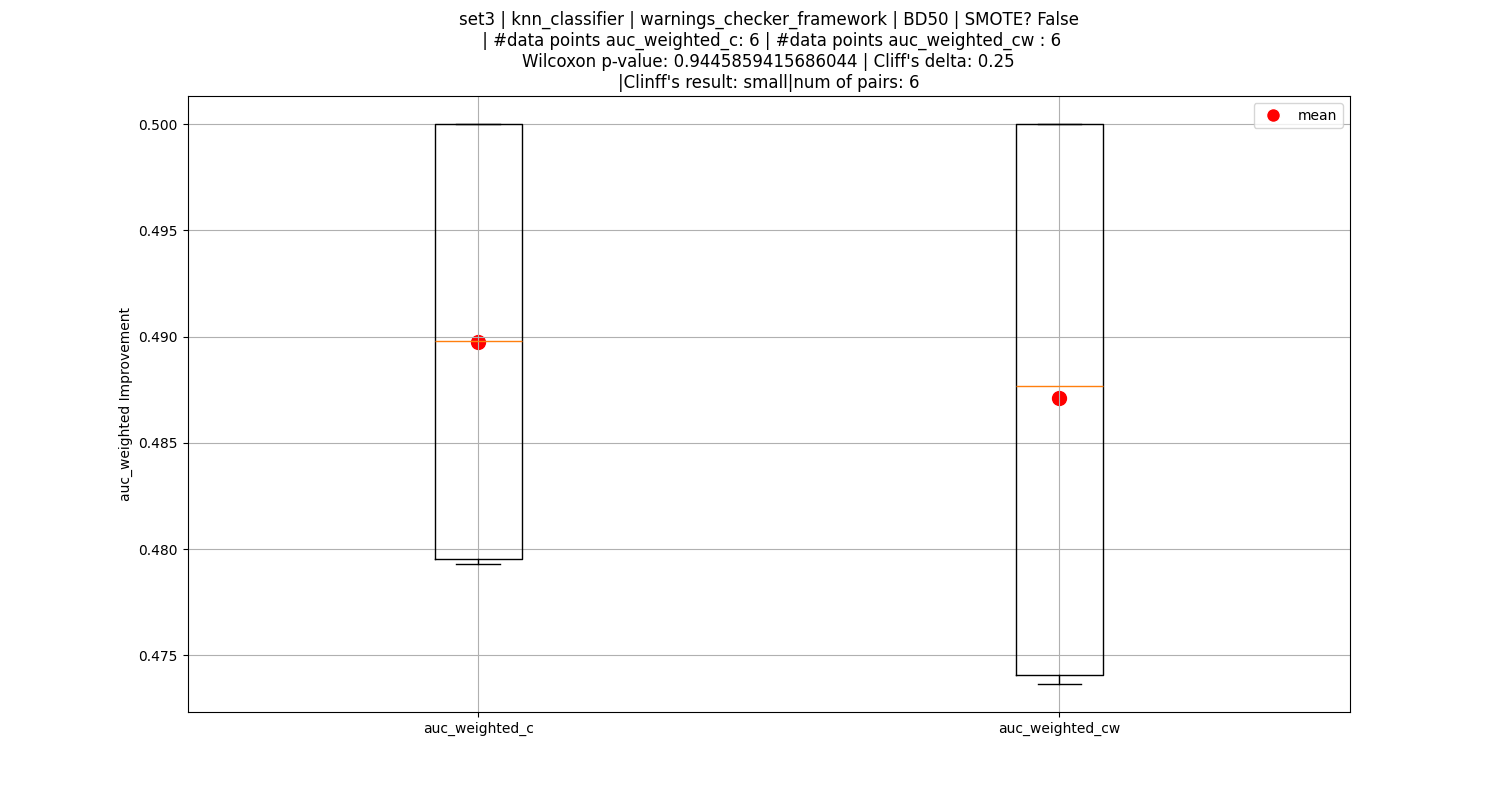 set3 | knn_classifier | warnings_checker_framework | BD50 | SMOTE? False
| #data points auc_weighted_c: 6 | #data points auc_weighted_cw : 6
Wilcoxon p-value: 0.9445859415686044 | Cliff's delta: 0.25
|Clinff's result: small|num of pairs: 6
mean
0.500
0.495
0.490
0.485
0.480
0.475
auc_weighted Improvement
auc_weighted_c
auc_weighted_cw